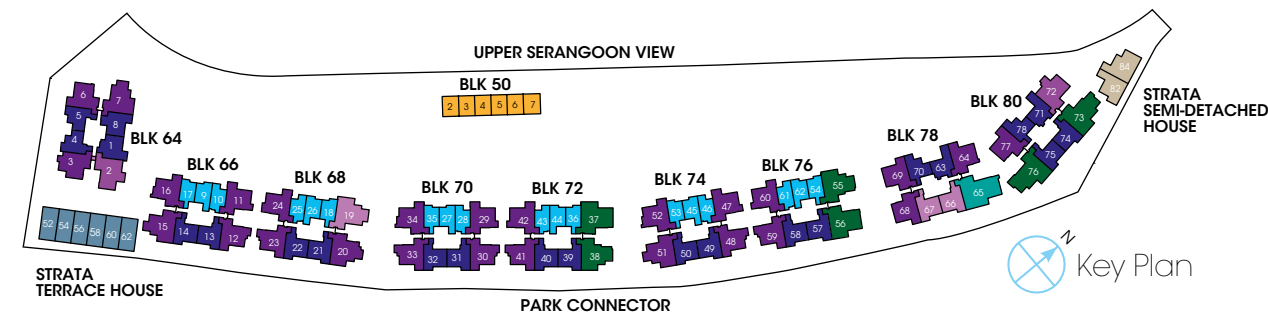 UPPER SERANGOON VIEW
BLK 50
2 3 4 5 6 7
84
82
STRATA
SEMI-DETACHED
HOUSE
BLK 80
72
71
78
77
73
74
75
76
6 7
5 8
4 1
3 2
BLK 64
BLK 78
69 70 63 64
68 67 66 65
BLK 66
16 17 9 10 11
15 14 13 12
BLK 68
24 25 26 18 19
23 22 21 20
BLK 70
34 35 27 28 29
33 32 31 30
BLK 72
42 43 44 36 37
41 40 39 38
BLK 74
52 53 45 46 47
51 50 49 48
BLK 76
60 61 62 54 55
59 58 57 56
52 54 56 58 60 62
STRATA
TERRACE HOUSE
PARK CONNECTOR
N
Key Plan